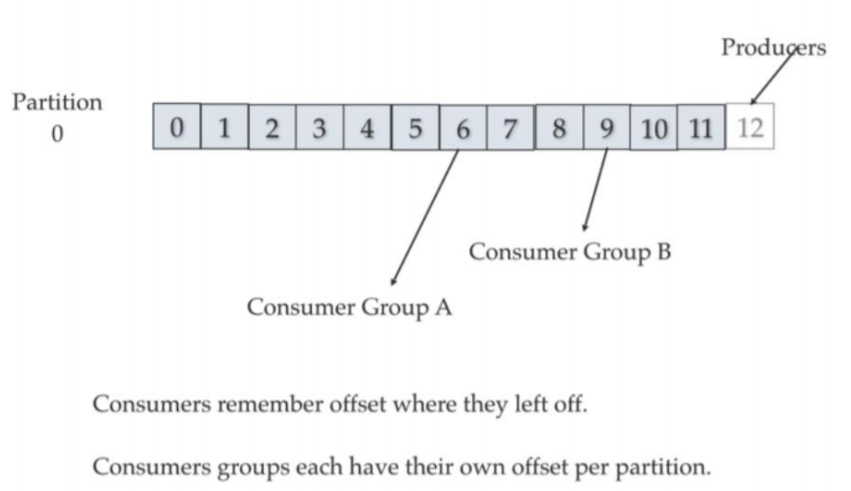 Producers
Partition
0
0 1 2 3 4 5 6 7 8 9 10 11 12
Consumer Group B
Consumer Group A
Consumers remember offset where they left off.
Consumers groups each have their own offset per partition.